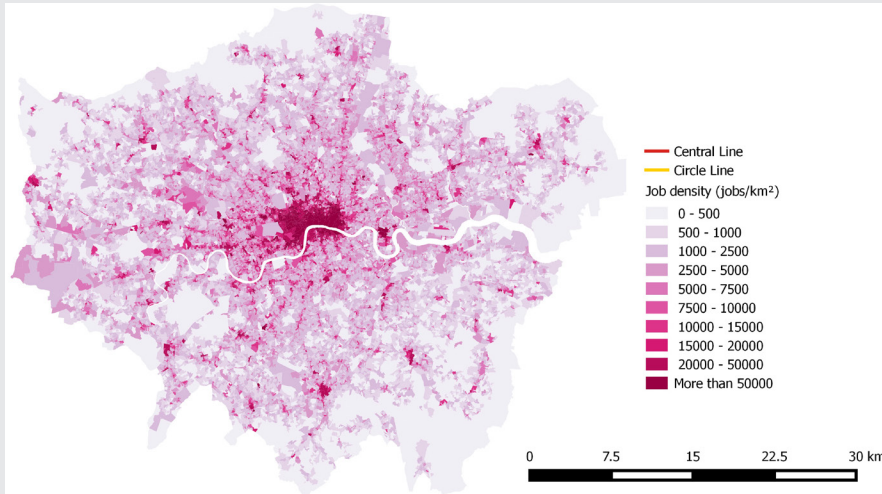 Central Line
Circle Line
Job density (jobs/km²)
0 - 500
500 - 1000
1000 - 2500
2500 - 5000
5000 - 7500
7500 - 10000
10000 - 15000
15000 - 20000
20000 - 50000
More than 50000
0 7.5 15 22.5 30 km